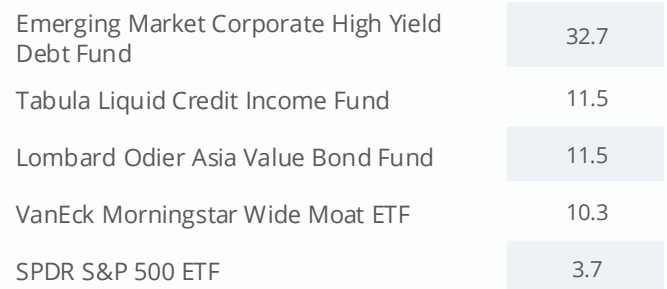 Emerging Market Corporate High Yield
Debt Fund
32.7
Tabula Liquid Credit Income Fund 11.5
Lombard Odier Asia Value Bond Fund 11.5
VanEck Morningstar Wide Moat ETF 10.3
SPDR S&P 500 ETF 3.7